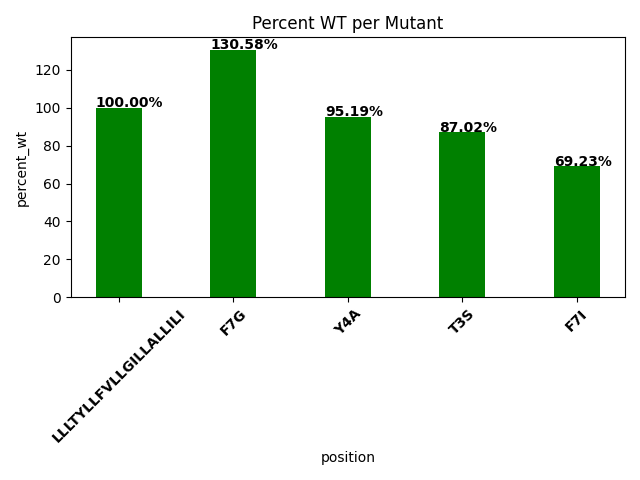 Percent WT per Mutant
percent_wt
120
100
80
60
40
20
0
100.00%
130.58%
95.19%
87.02%
69.23%
LLLTYLLFVLLGILLALLILI
F7G
Y4A
T3S
F7I
position